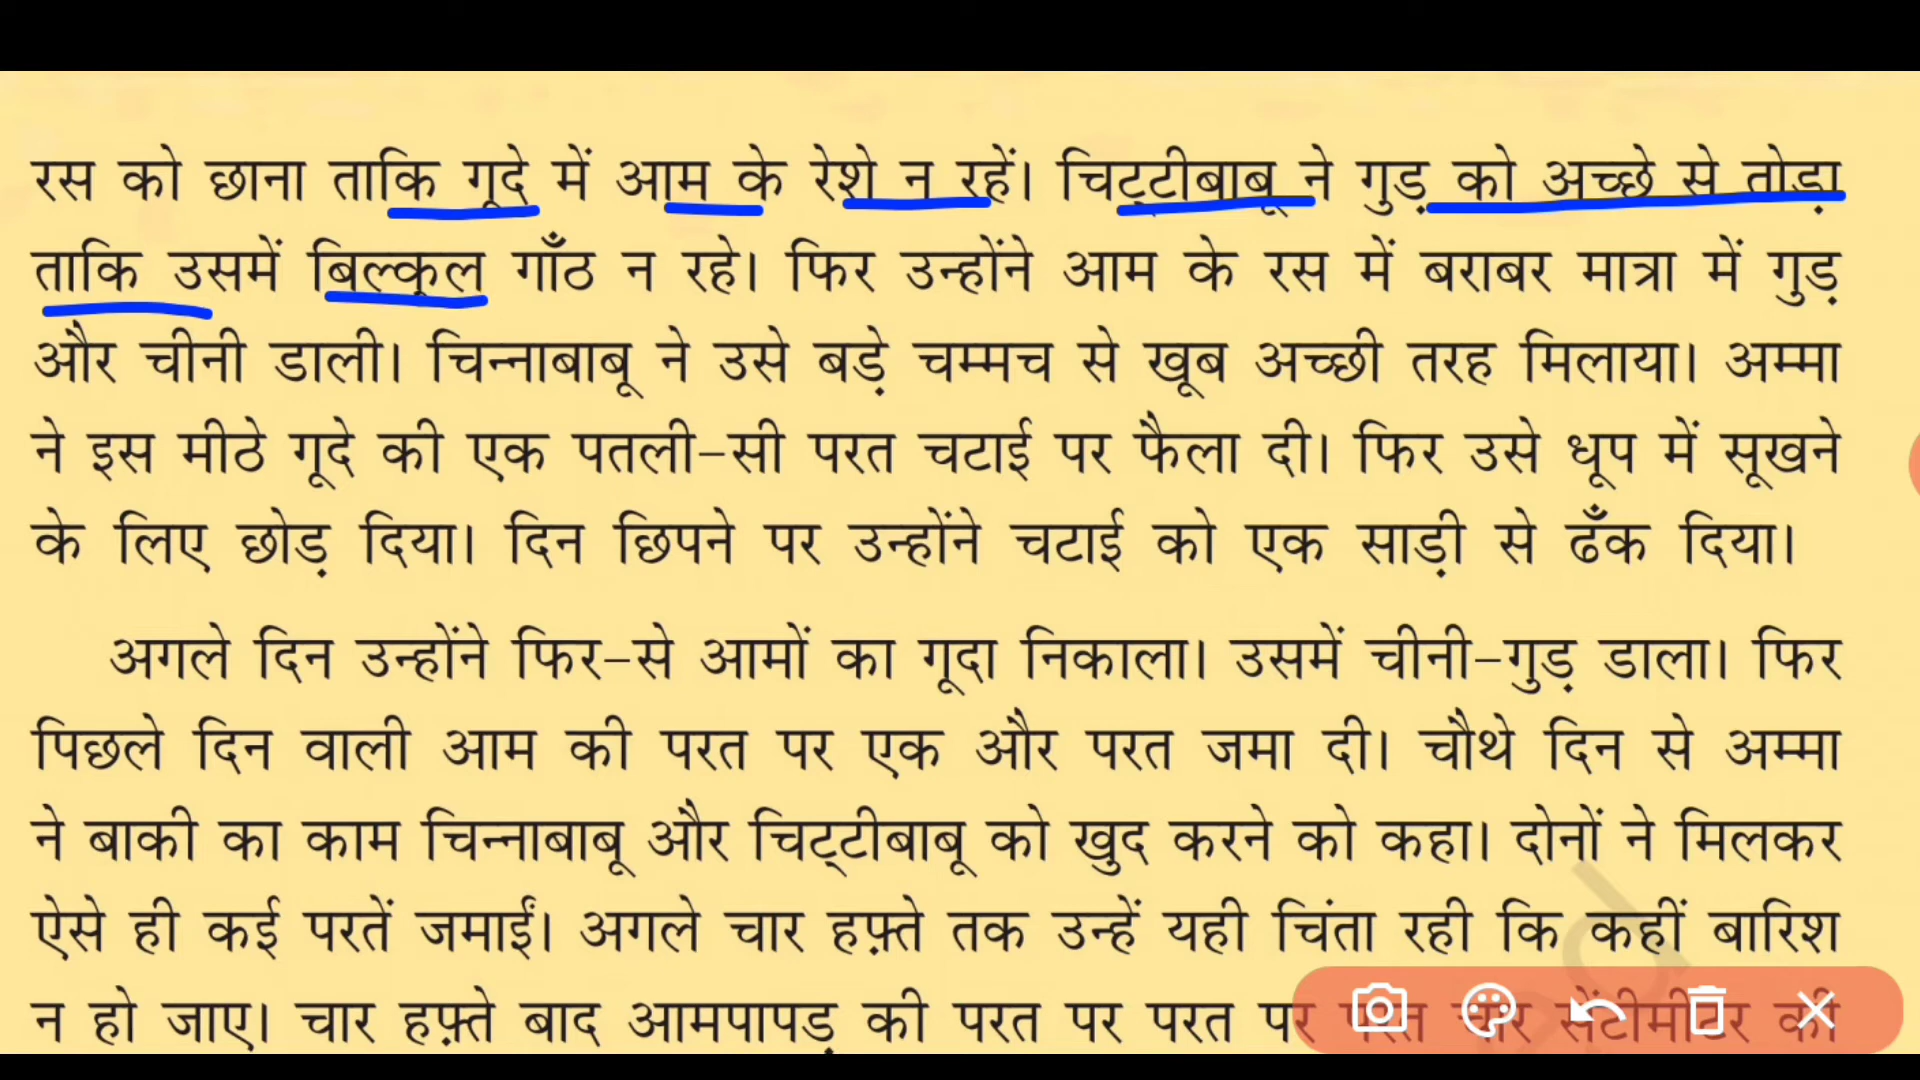 रस को छाना ताकि गूदे में आम के रेशे न रहें। चिट्टीबाबू ने गुड़ को अच्छे से तोड़ा
ताकि उसमें बिल्कुल गाँठ न रहे। फिर उन्होंने आम के रस में बराबर मात्रा में गुड़
और चीनी डाली। चिन्नाबाबू ने उसे बड़े चम्मच से खूब अच्छी तरह मिलाया। अम्मा
ने इस मीठे गूदे की एक पतली-सी परत चटाई पर फैला दी। फिर उसे धूप में सूखने
के लिए छोड़ दिया। दिन छिपने पर उन्होंने चटाई को एक साड़ी से ढँक दिया।
अगले दिन उन्होंने फिर-से आमों का गूदा निकाला। उसमें चीनी-गुड़ डाला। फिर
पिछले दिन वाली आम की परत पर एक और परत जमा दी। चौथे दिन से अम्मा
ने बाकी का काम चिन्नाबाबू और चिट्टीबाबू को खुद करने को कहा। दोनों ने मिलकर
ऐसे ही कई परतें जमाईं। अगले चार हफ़्ते तक उन्हें यही चिंता रही कि कहीं बारिश
न हो जाए। चार हफ़्ते बाद आमपापड़ की परत पर परत पर परत चार सेंटीमीटर की